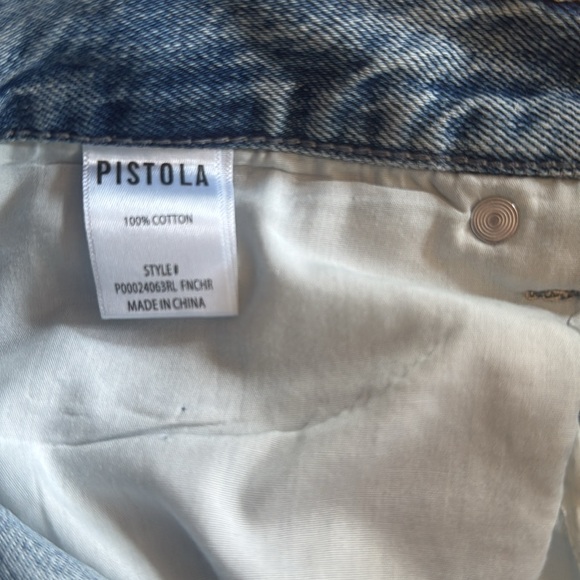 PISTOLA
100% COTTON
STYLE#
P00024063RL FNCHR
MADE IN CHINA